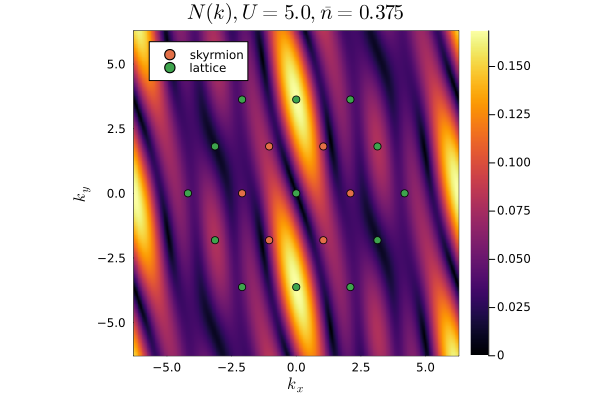 N(k), U = 5.0, n̄ = 0.375
skyrmion
lattice
5.0
2.5
0.0
−2.5
−5.0
k_y
−5.0 −2.5 0.0 2.5 5.0
k_x
0.150
0.125
0.100
0.075
0.050
0.025
0